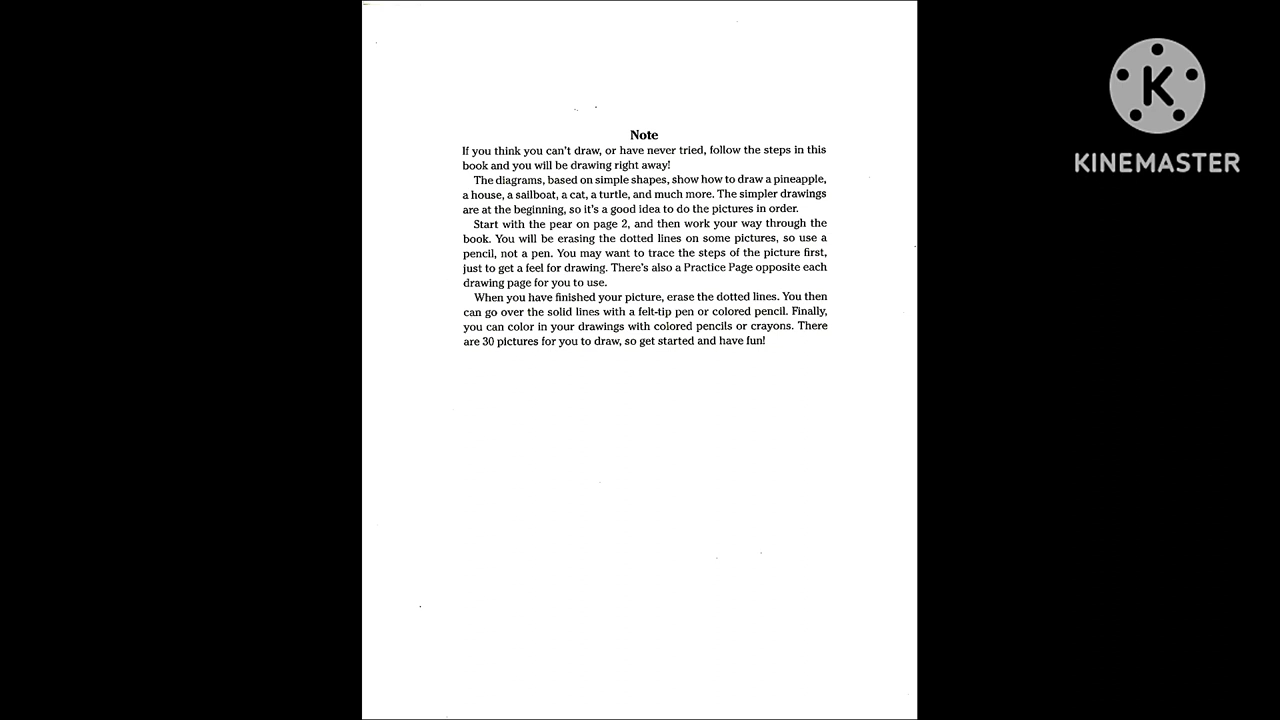 Note
If you think you can't draw, or have never tried, follow the steps in this
book and you will be drawing right away!
The diagrams, based on simple shapes, show how to draw a pineapple,
a house, a sailboat, a cat, a turtle, and much more. The simpler drawings
are at the beginning, so it's a good idea to do the pictures in order.
Start with the pear on page 2, and then work your way through the
book. You will be erasing the dotted lines on some pictures, so use a
pencil, not a pen. You may want to trace the steps of the picture first,
just to get a feel for drawing. There's also a Practice Page opposite each
drawing page for you to use.
When you have finished your picture, erase the dotted lines. You then
can go over the solid lines with a felt-tip pen or colored pencil. Finally,
you can color in your drawings with colored pencils or crayons. There
are 30 pictures for you to draw, so get started and have fun!
K
KINEMASTER